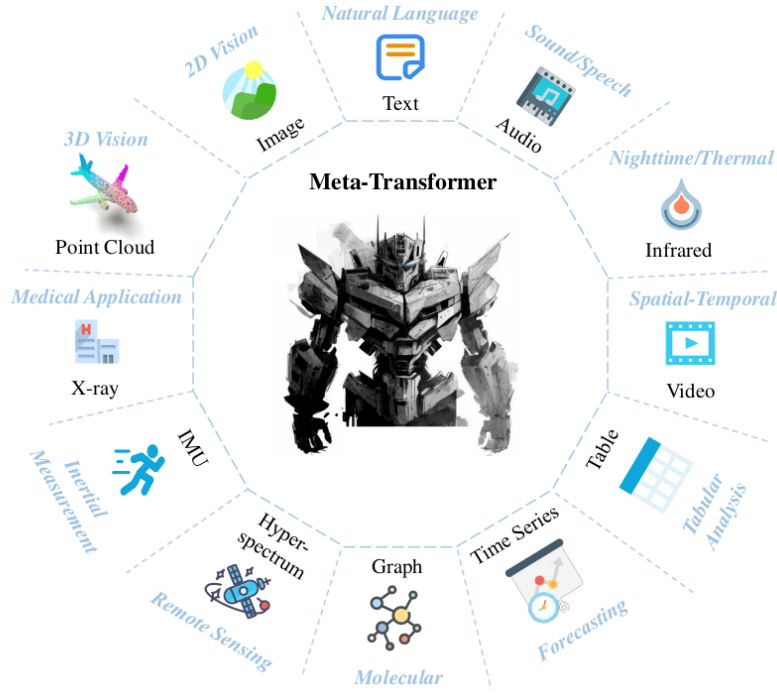 Natural Language
Text
Sound/Speech
Audio
Nighttime/Thermal
Infrared
Spatial-Temporal
Video
Table
Tabular
Analysis
Time Series
Forecasting
Graph
Molecular
Hyper-
spectrum
Remote Sensing
IMU
Inertial
Measurement
Medical Application
X-ray
3D Vision
Point Cloud
2D Vision
Image
Meta-Transformer
H